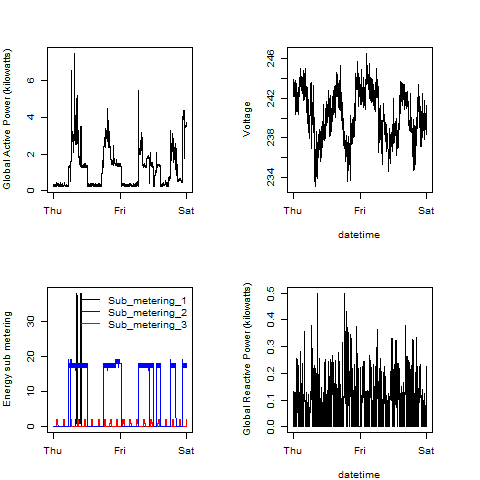 Global Active Power (kilowatts)
0 2 4 6
Thu Fri Sat
Voltage
234 238 242 246
Thu Fri Sat
datetime
Energy sub metering
0 10 20 30
Sub_metering_1
Sub_metering_2
Sub_metering_3
Thu Fri Sat
Global Reactive Power (kilowatts)
0.0 0.1 0.2 0.3 0.4 0.5
Thu Fri Sat
datetime